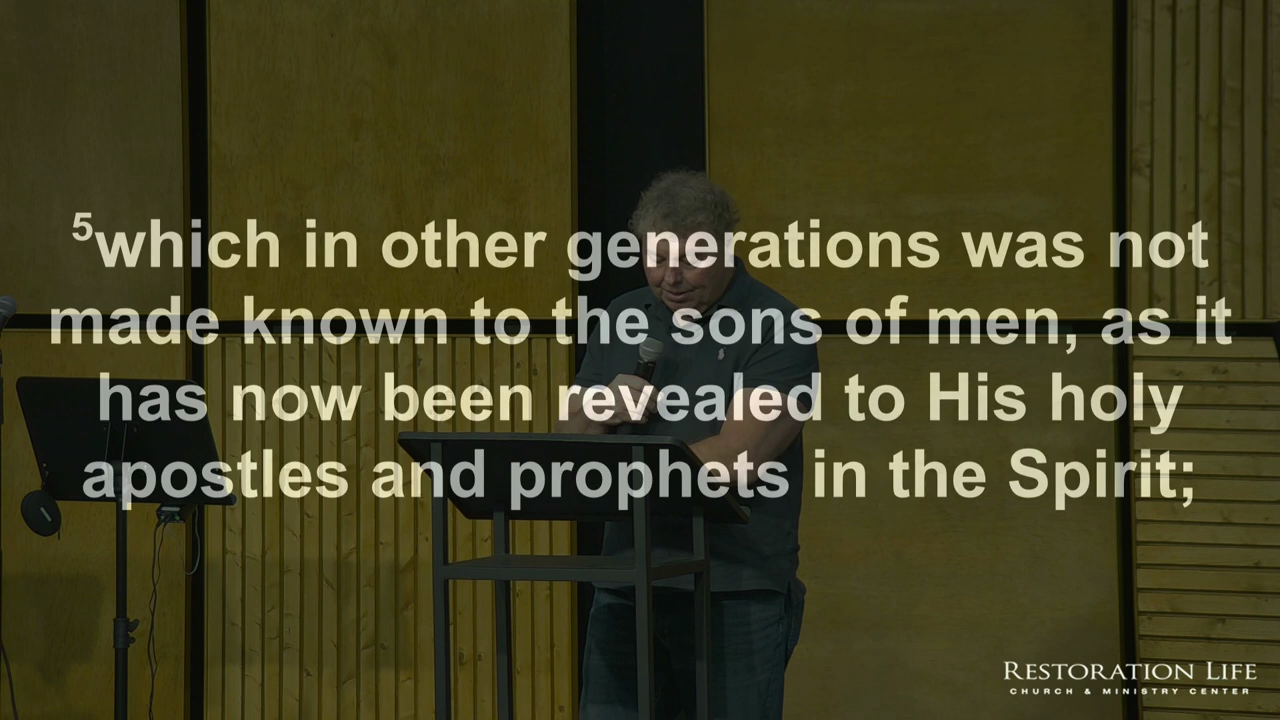 5which in other generations was not
made known to the sons of men, as it
has now been revealed to His holy
apostles and prophets in the Spirit;
RESTORATION LIFE
CHURCH & MINISTRY CENTER